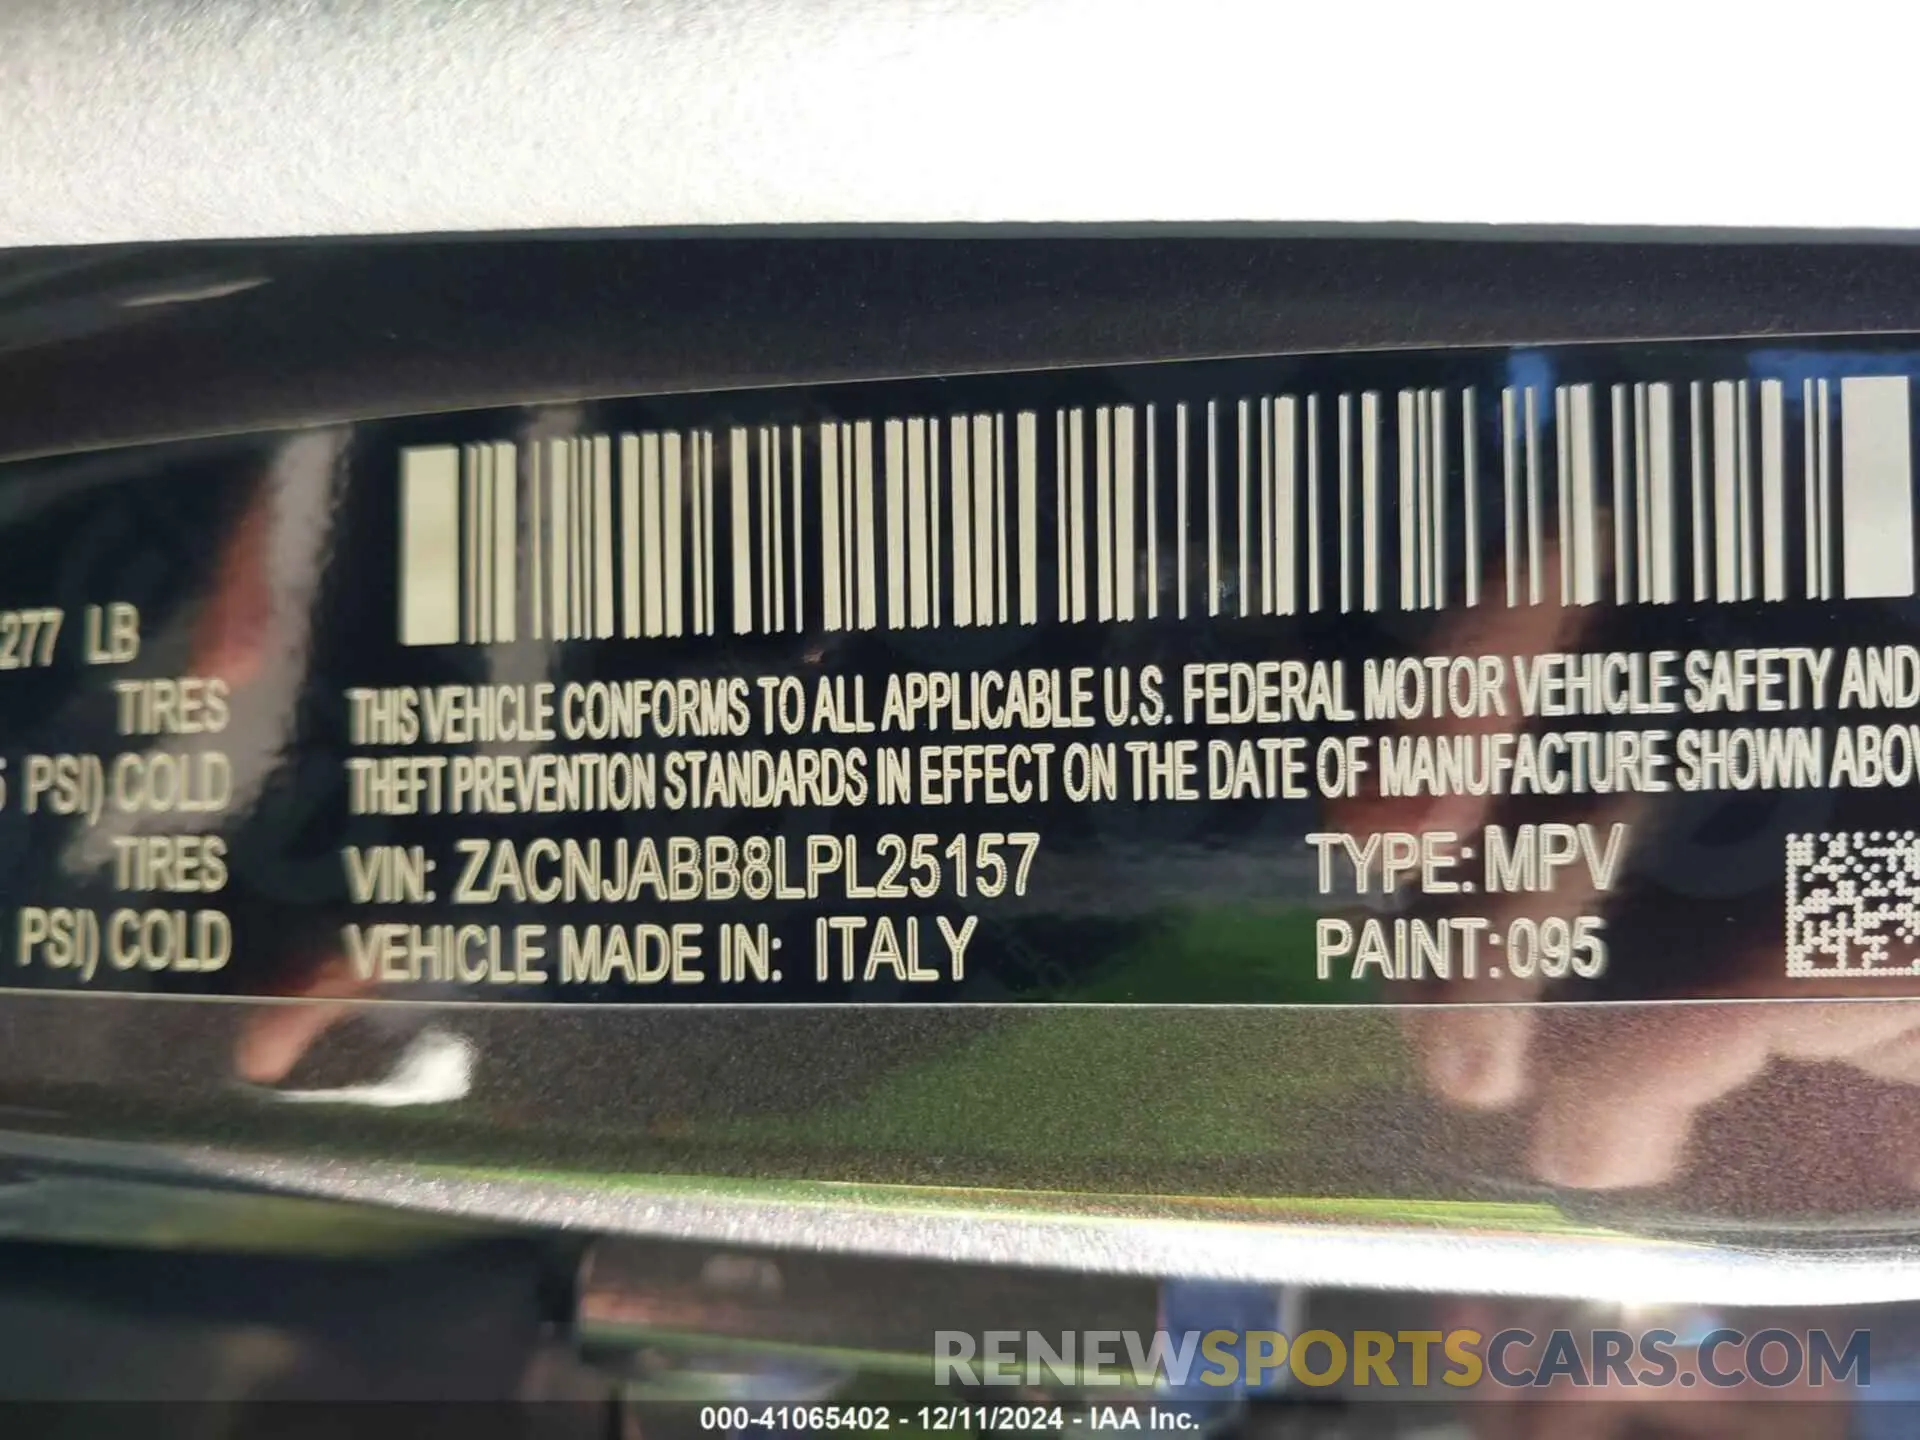 277 LB
TIRES
PSI) COLD
TIRES
PSI) COLD
THIS VEHICLE CONFORMS TO ALL APPLICABLE U.S. FEDERAL MOTOR VEHICLE SAFETY AND
THEFT PREVENTION STANDARDS IN EFFECT ON THE DATE OF MANUFACTURE SHOWN ABOV
VIN: ZACNJABB8LPL25157
TYPE: MPV
VEHICLE MADE IN: ITALY
PAINT: 095
RENEWSPORTSCARS.COM
000-41065402 - 12/11/2024 - IAA Inc.